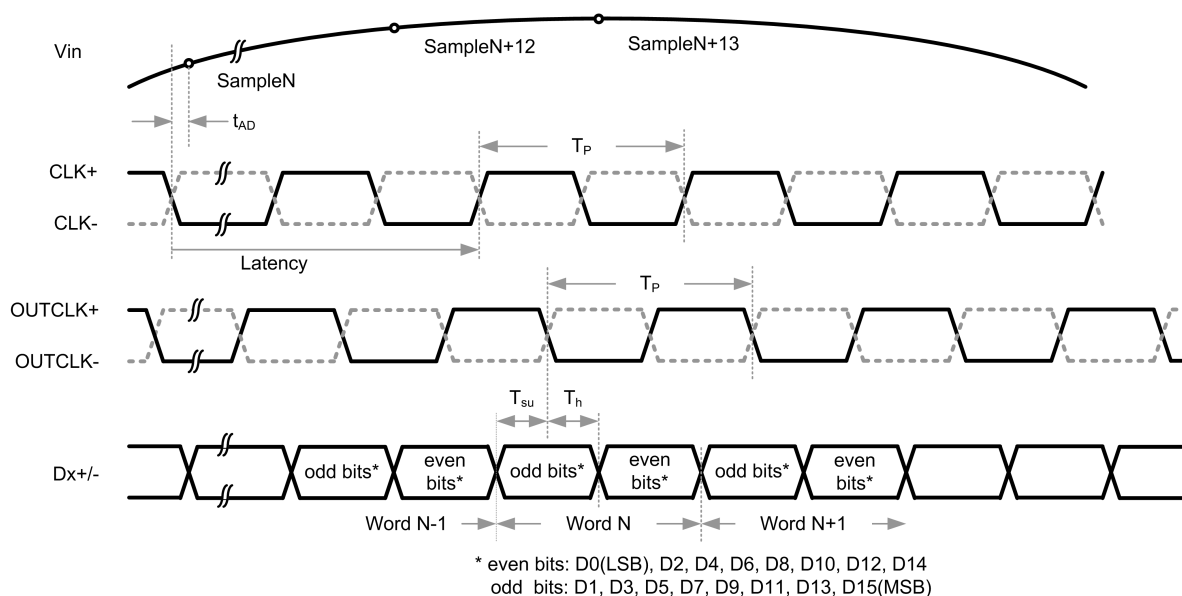 Vin
SampleN
SampleN+12
SampleN+13
tAD
TP
CLK+
CLK-
Latency
TP
OUTCLK+
OUTCLK-
Tsu
Th
Dx+/-
odd bits*
even bits*
odd bits*
even bits*
odd bits*
even bits*
Word N-1
Word N
Word N+1
* even bits: D0(LSB), D2, D4, D6, D8, D10, D12, D14
odd bits: D1, D3, D5, D7, D9, D11, D13, D15(MSB)